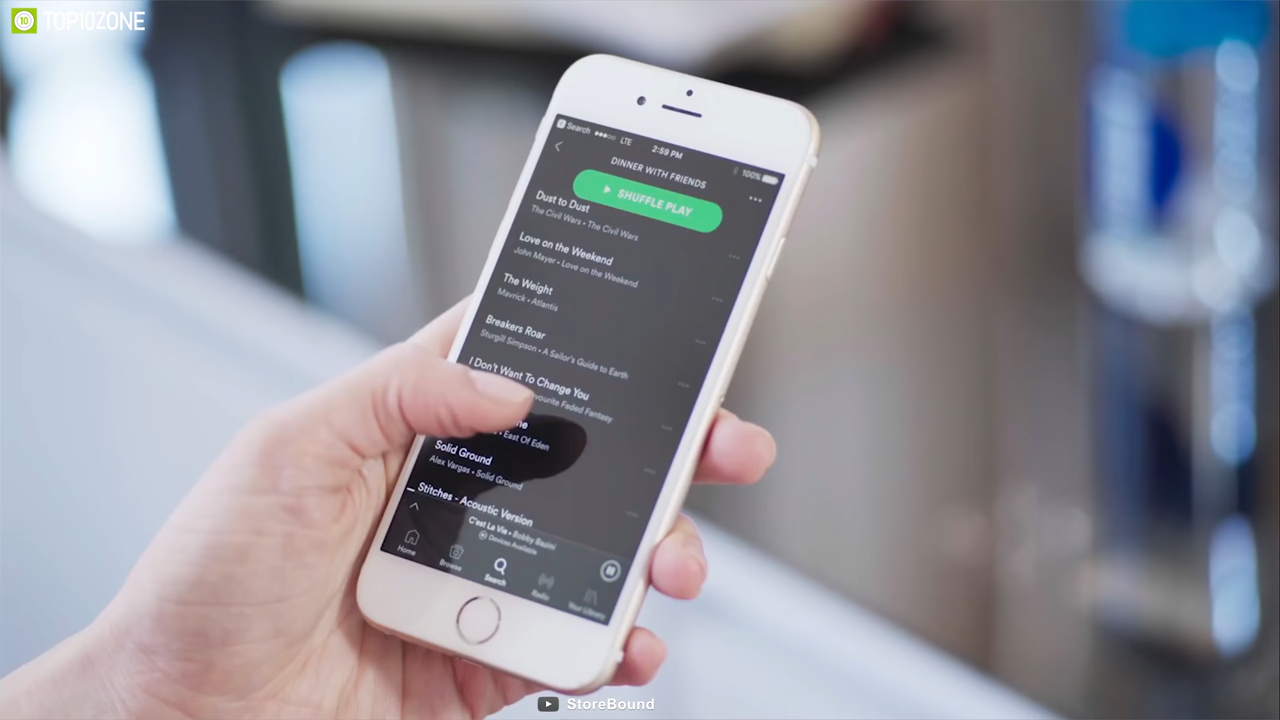 10 TOP10ZONE
Search LTE 2:59 PM 100%
DINNER WITH FRIENDS
SHUFFLE PLAY
Dust to Dust
The Civil Wars • The Civil Wars
Love on the Weekend
John Mayer • Love on the Weekend
The Weight
Mavrick • Atlantis
Breakers Roar
Sturgill Simpson • A Sailor's Guide to Earth
I Don't Want To Change You
Favourite Faded Fantasy
• East Of Eden
Solid Ground
Alex Vargas • Solid Ground
Stitches - Acoustic Version
C'est La Vie • Bobby Bazini
Devices Available
Home Browse Search Radio Your Library
StoreBound